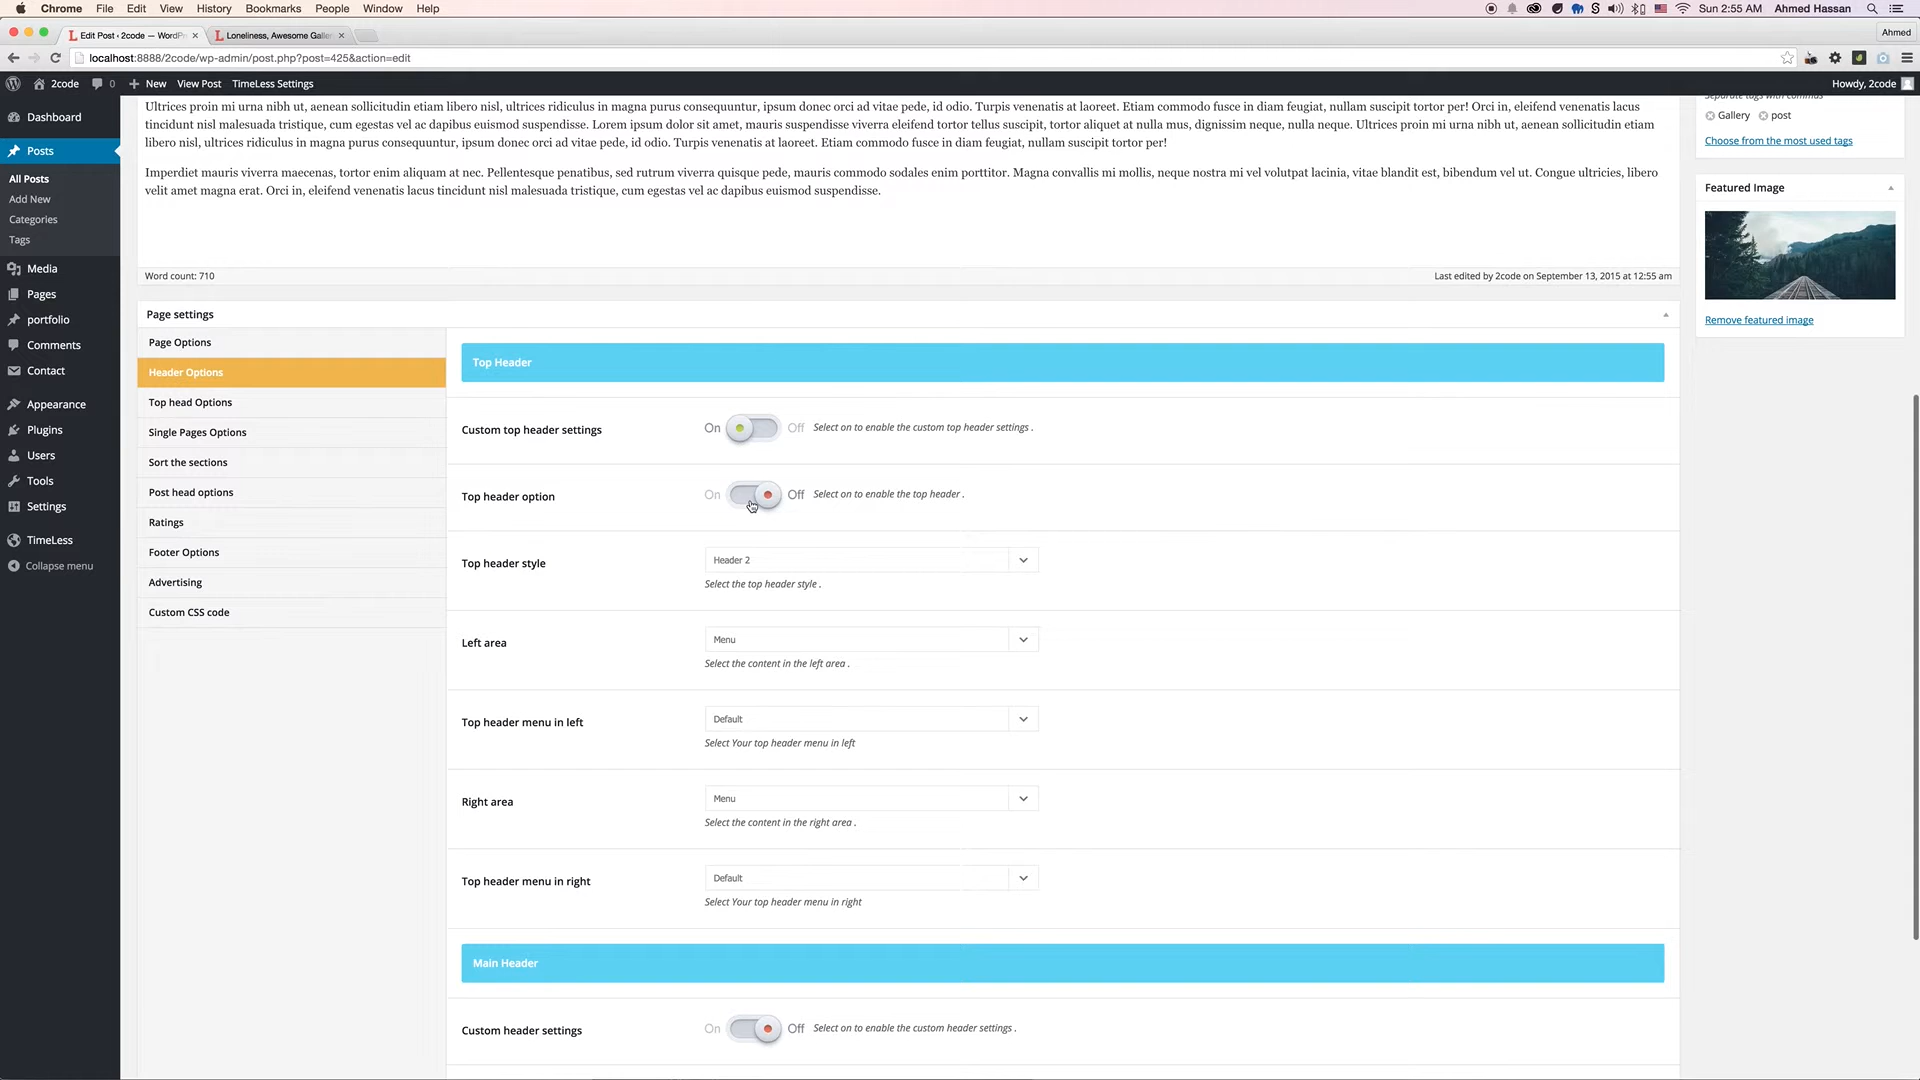 Chrome File Edit View History Bookmarks People Window Help Sun 2:55 AM Ahmed Hassan
Edit Post ‹ 2code — WordPr Loneliness, Awesome Galle Ahmed
localhost:8888/2code/wp-admin/post.php?post=425&action=edit
2code 0 New View Post TimeLess Settings Howdy, 2code
Separate tags with commas
Ultrices proin mi urna nibh ut, aenean sollicitudin etiam libero nisl, ultrices ridiculus in magna purus consequuntur, ipsum donec orci ad vitae pede, id odio. Turpis venenatis at laoreet. Etiam commodo fusce in diam feugiat, nullam suscipit tortor per! Orci in, eleifend venenatis lacus
tincidunt nisl malesuada tristique, cum egestas vel ac dapibus euismod suspendisse. Lorem ipsum dolor sit amet, mauris suspendisse viverra eleifend tortor tellus suscipit, tortor aliquet at nulla mus, dignissim neque, nulla neque. Ultrices proin mi urna nibh ut, aenean sollicitudin etiam
libero nisl, ultrices ridiculus in magna purus consequuntur, ipsum donec orci ad vitae pede, id odio. Turpis venenatis at laoreet. Etiam commodo fusce in diam feugiat, nullam suscipit tortor per!
Imperdiet mauris viverra maecenas, tortor enim aliquam at nec. Pellentesque penatibus, sed rutrum viverra quisque pede, mauris commodo sodales enim porttitor. Magna convallis mi mollis, neque nostra mi vel volutpat lacinia, vitae blandit est, bibendum vel ut. Congue ultricies, libero
velit amet magna erat. Orci in, eleifend venenatis lacus tincidunt nisl malesuada tristique, cum egestas vel ac dapibus euismod suspendisse.
Word count: 710 Last edited by 2code on September 13, 2015 at 12:55 am
Gallery post
Choose from the most used tags
Featured Image
Remove featured image
Dashboard
Posts
All Posts
Add New
Categories
Tags
Media
Pages
portfolio
Comments
Contact
Appearance
Plugins
Users
Tools
Settings
TimeLess
Collapse menu
Page settings
Page Options
Header Options
Top head Options
Single Pages Options
Sort the sections
Post head options
Ratings
Footer Options
Advertising
Custom CSS code
Top Header
Custom top header settings On Off Select on to enable the custom top header settings .
Top header option On Off Select on to enable the top header .
Top header style Header 2
Select the top header style .
Left area Menu
Select the content in the left area .
Top header menu in left Default
Select Your top header menu in left
Right area Menu
Select the content in the right area .
Top header menu in right Default
Select Your top header menu in right
Main Header
Custom header settings On Off Select on to enable the custom header settings .